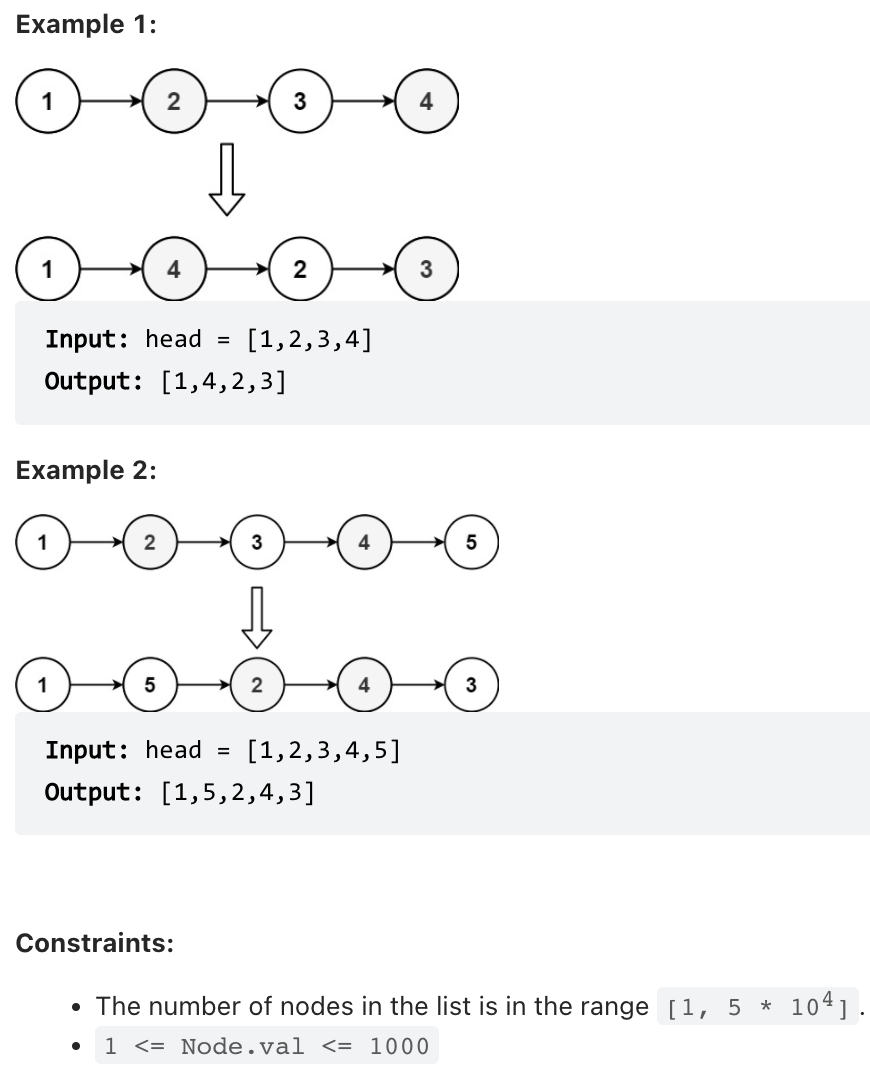 Example 1:
1 2 3 4
1 4 2 3
Input: head = [1,2,3,4]
Output: [1,4,2,3]
Example 2:
1 2 3 4 5
1 5 2 4 3
Input: head = [1,2,3,4,5]
Output: [1,5,2,4,3]
Constraints:
• The number of nodes in the list is in the range [1, 5 * 10⁴].
• 1 <= Node.val <= 1000